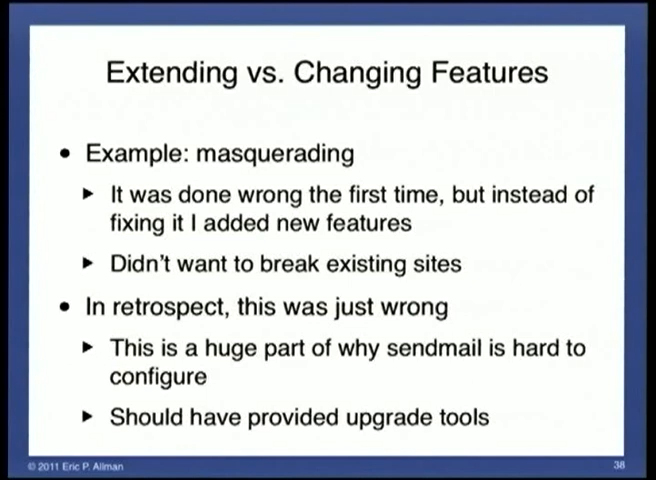 Extending vs. Changing Features
• Example: masquerading
▸ It was done wrong the first time, but instead of
fixing it I added new features
▸ Didn't want to break existing sites
• In retrospect, this was just wrong
▸ This is a huge part of why sendmail is hard to
configure
▸ Should have provided upgrade tools
© 2011 Eric P. Allman
38